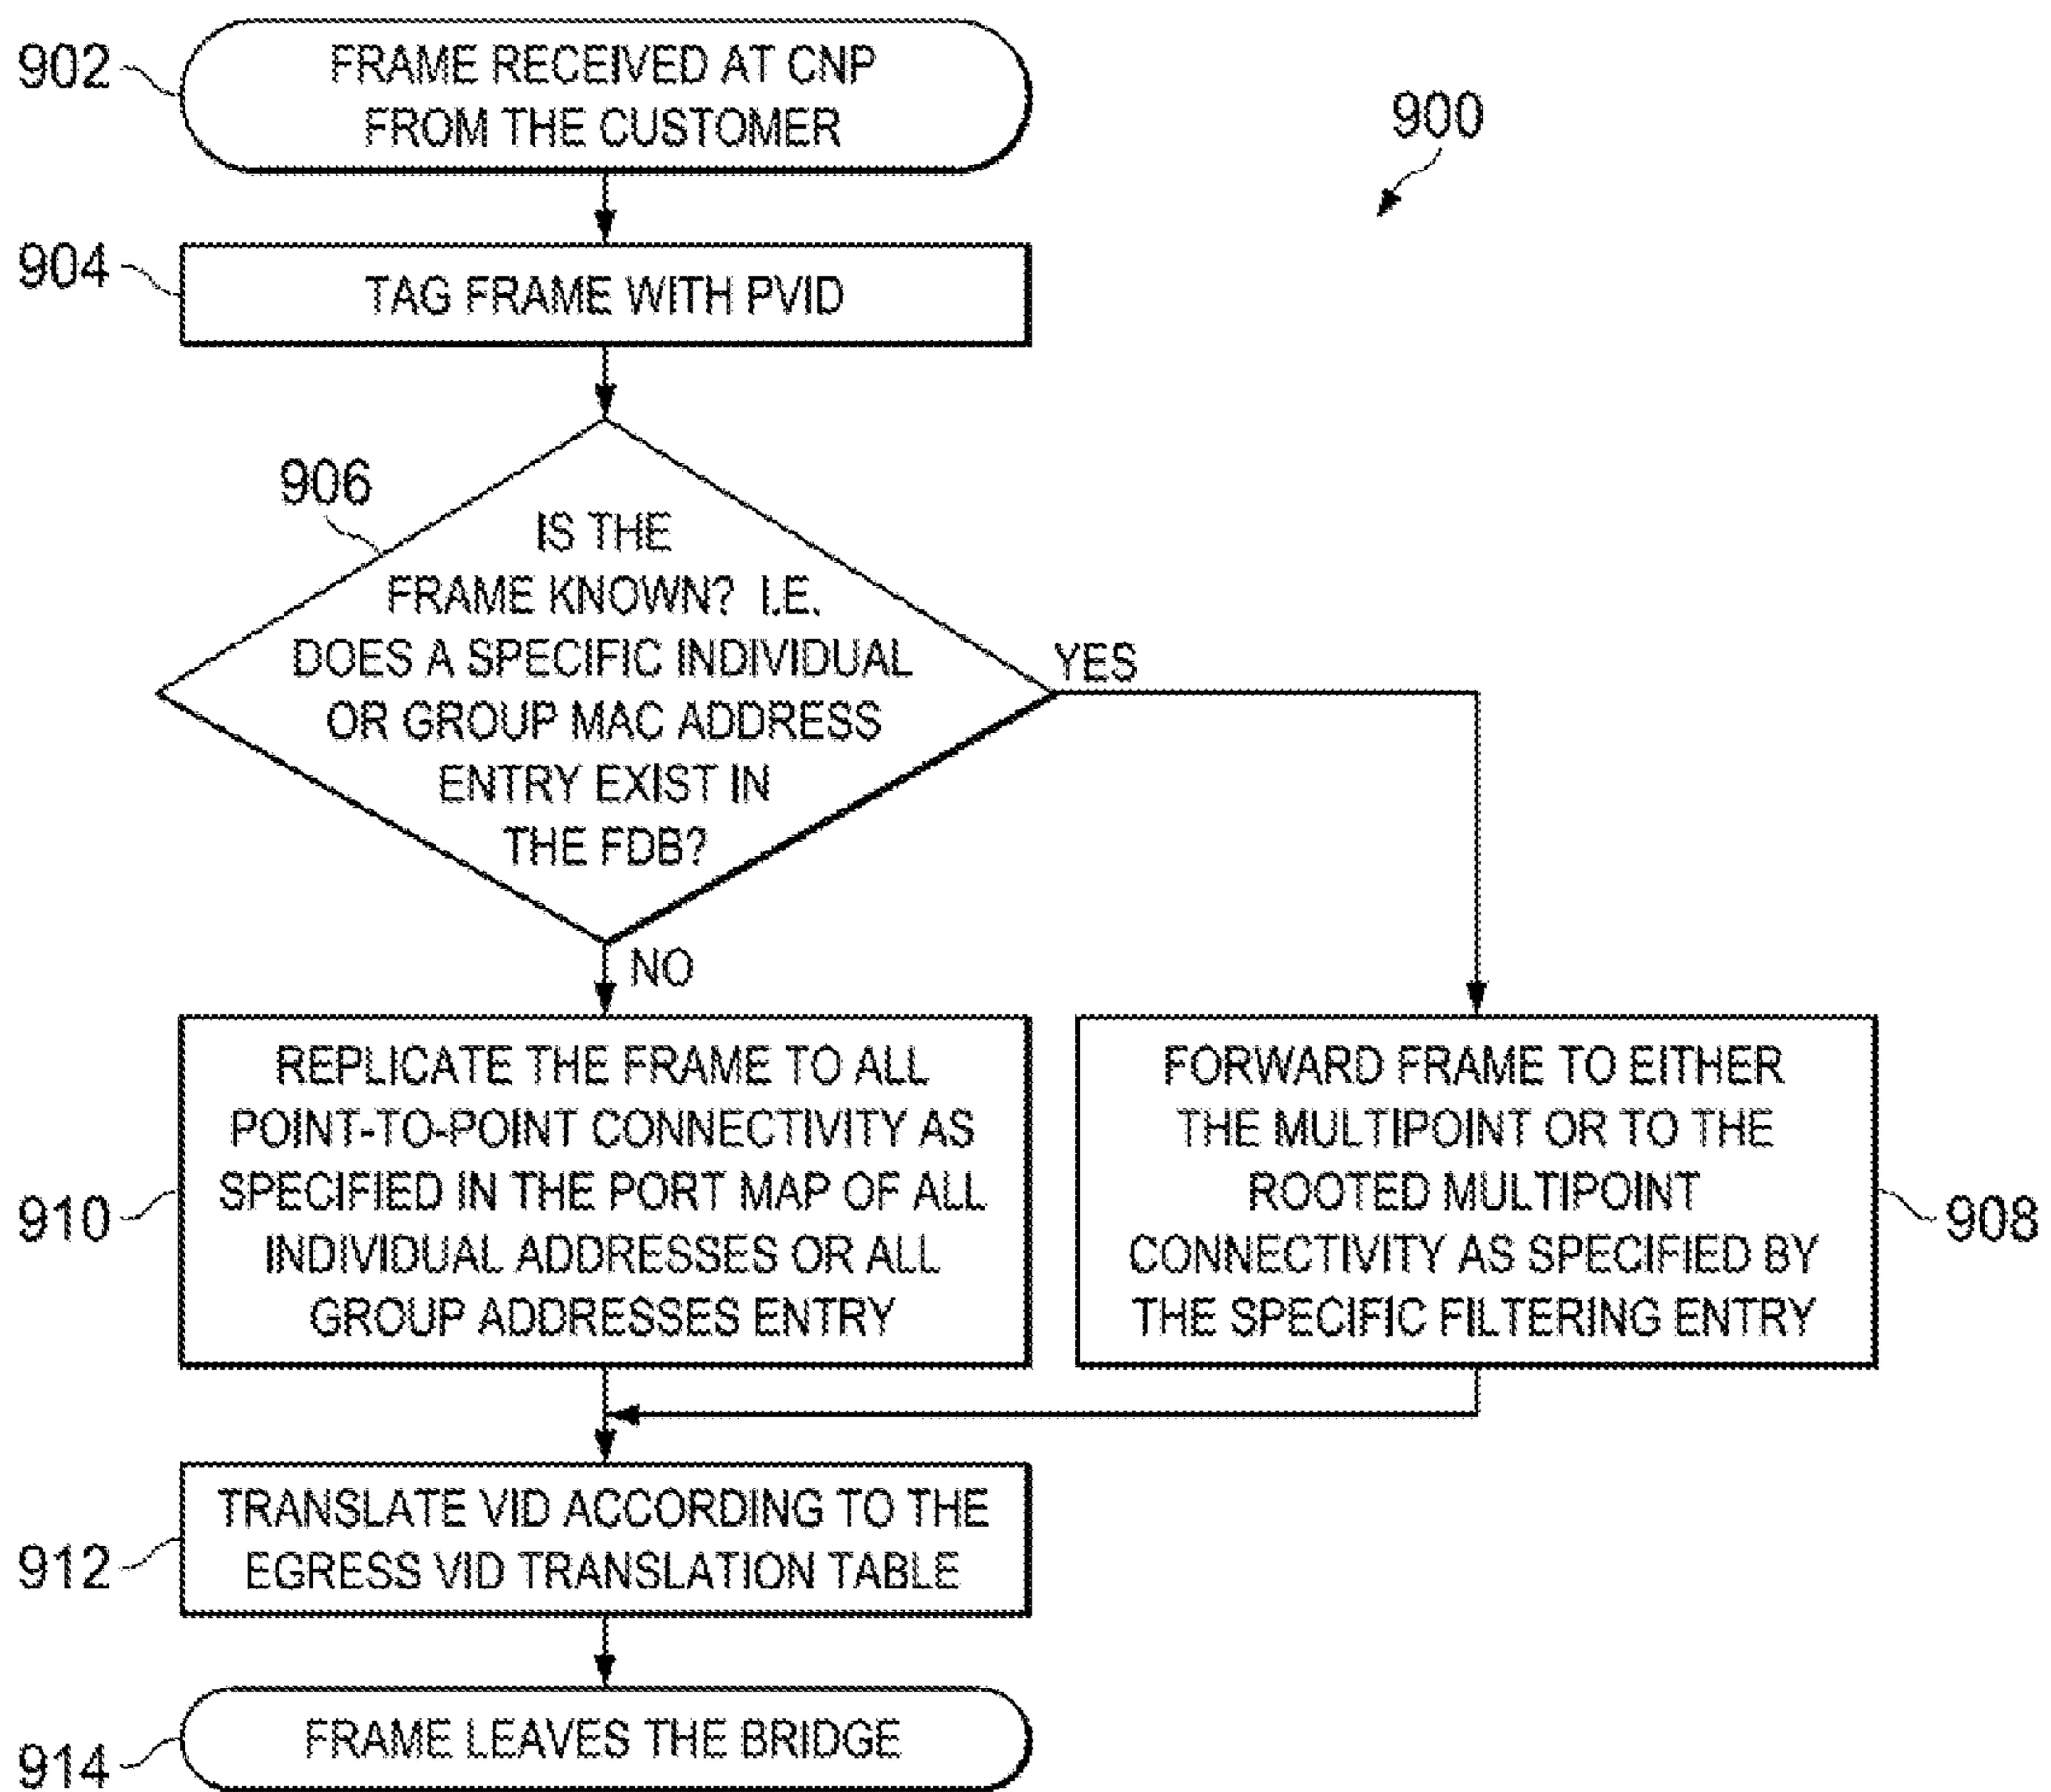 902
FRAME RECEIVED AT CNP
FROM THE CUSTOMER
900
904
TAG FRAME WITH PVID
906
IS THE
FRAME KNOWN? I.E.
DOES A SPECIFIC INDIVIDUAL
OR GROUP MAC ADDRESS
ENTRY EXIST IN
THE FDB?
YES
NO
910
REPLICATE THE FRAME TO ALL
POINT-TO-POINT CONNECTIVITY AS
SPECIFIED IN THE PORT MAP OF ALL
INDIVIDUAL ADDRESSES OR ALL
GROUP ADDRESSES ENTRY
FORWARD FRAME TO EITHER
THE MULTIPOINT OR TO THE
ROOTED MULTIPOINT
CONNECTIVITY AS SPECIFIED BY
THE SPECIFIC FILTERING ENTRY
908
912
TRANSLATE VID ACCORDING TO THE
EGRESS VID TRANSLATION TABLE
914
FRAME LEAVES THE BRIDGE